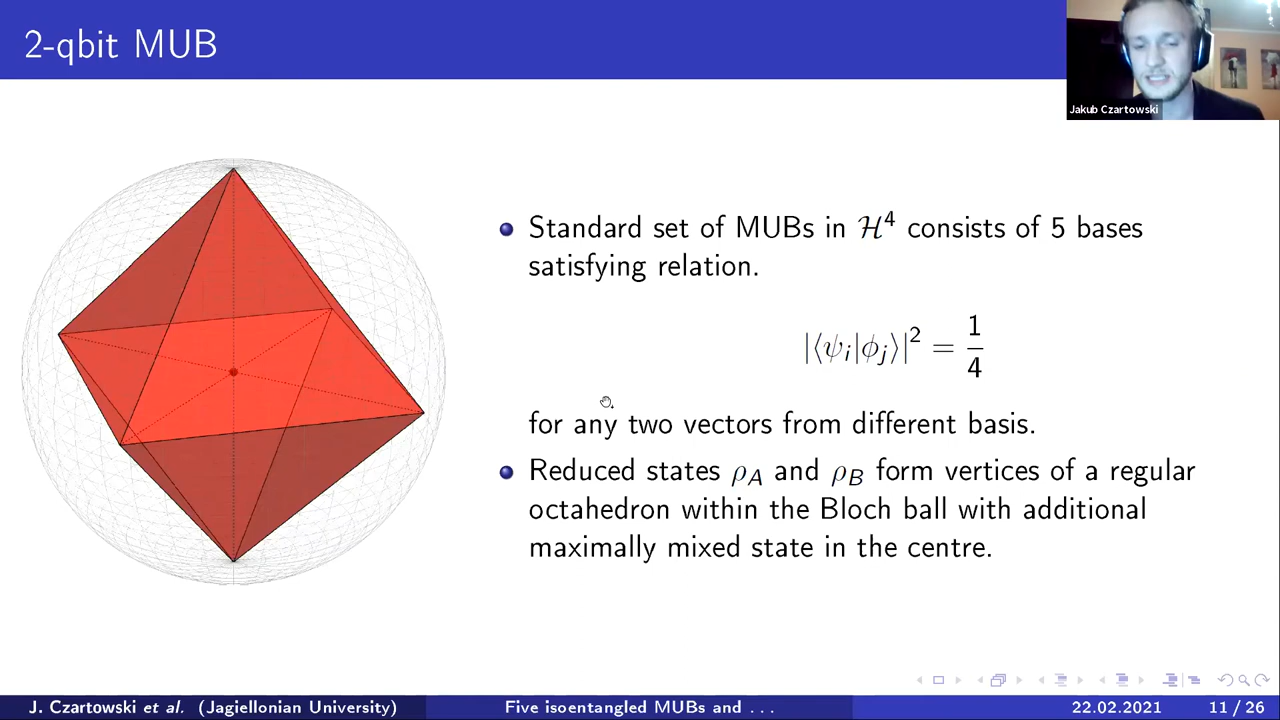 2-qbit MUB
Jakub Czartowski
Standard set of MUBs in ℋ⁴ consists of 5 bases
satisfying relation.
|⟨ψᵢ|ϕⱼ⟩|² = 1/4
for any two vectors from different basis.
Reduced states ρ_A and ρ_B form vertices of a regular
octahedron within the Bloch ball with additional
maximally mixed state in the centre.
J. Czartowski et al. (Jagiellonian University)
Five isoentangled MUBs and . . .
22.02.2021
11 / 26